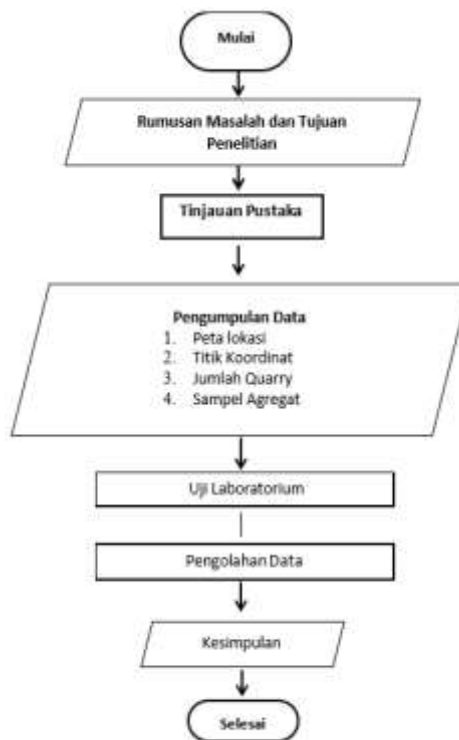 Mulai
Rumusan Masalah dan Tujuan
Penelitian
Tinjauan Pustaka
Pengumpulan Data
1. Peta lokasi
2. Titik Koordinat
3. Jumlah Quarry
4. Sampel Agregat
Uji Laboratorium
Pengolahan Data
Kesimpulan
Selesai